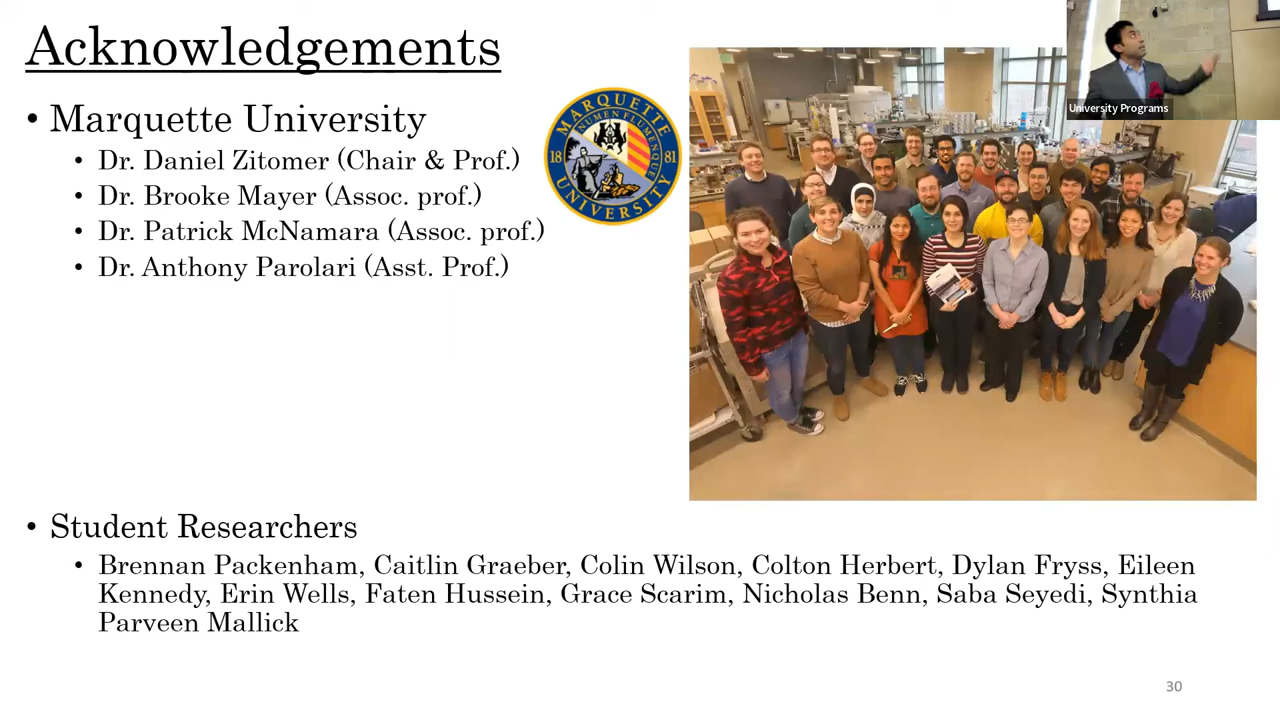 Acknowledgements
• Marquette University
• Dr. Daniel Zitomer (Chair & Prof.)
• Dr. Brooke Mayer (Assoc. prof.)
• Dr. Patrick McNamara (Assoc. prof.)
• Dr. Anthony Parolari (Asst. Prof.)
MARQUETTE
NUMEN FLUMENQUE
18 81
UNIVERSITY
University Programs
• Student Researchers
• Brennan Packenham, Caitlin Graeber, Colin Wilson, Colton Herbert, Dylan Fryss, Eileen
Kennedy, Erin Wells, Faten Hussein, Grace Scarim, Nicholas Benn, Saba Seyedi, Synthia
Parveen Mallick
30